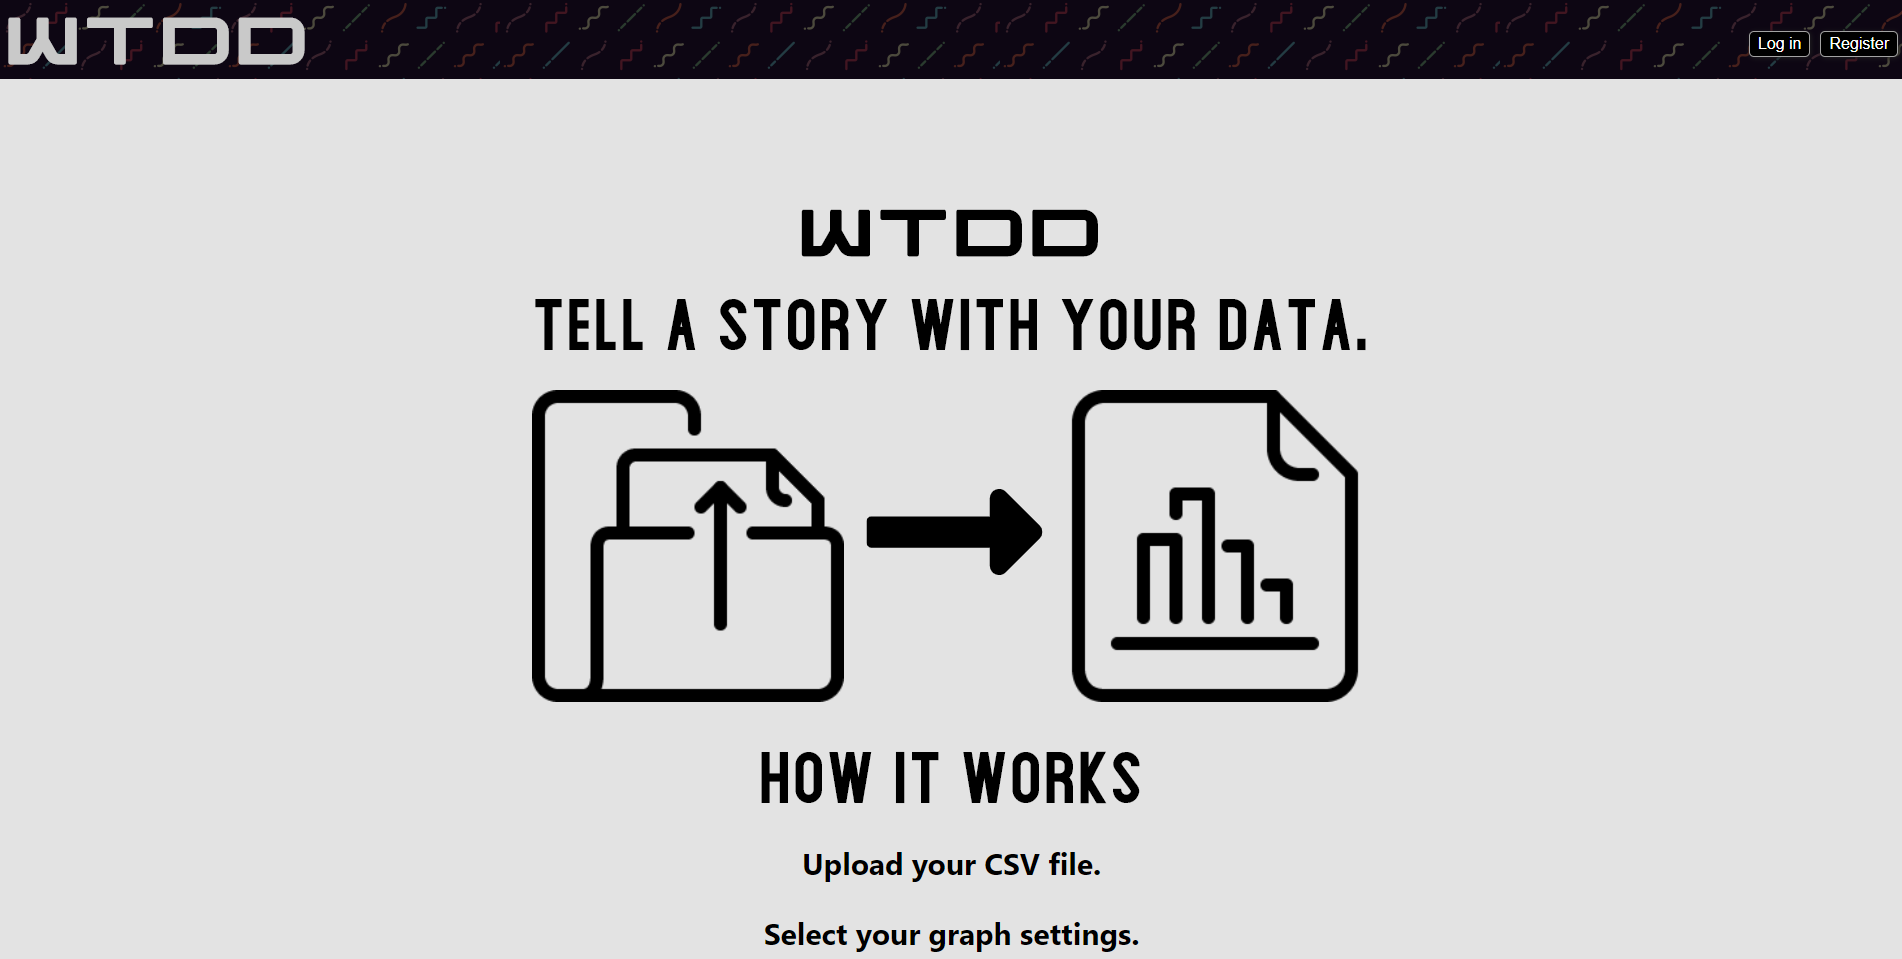 WTDD
Log in
Register
WTDD
TELL A STORY WITH YOUR DATA.
HOW IT WORKS
Upload your CSV file.
Select your graph settings.